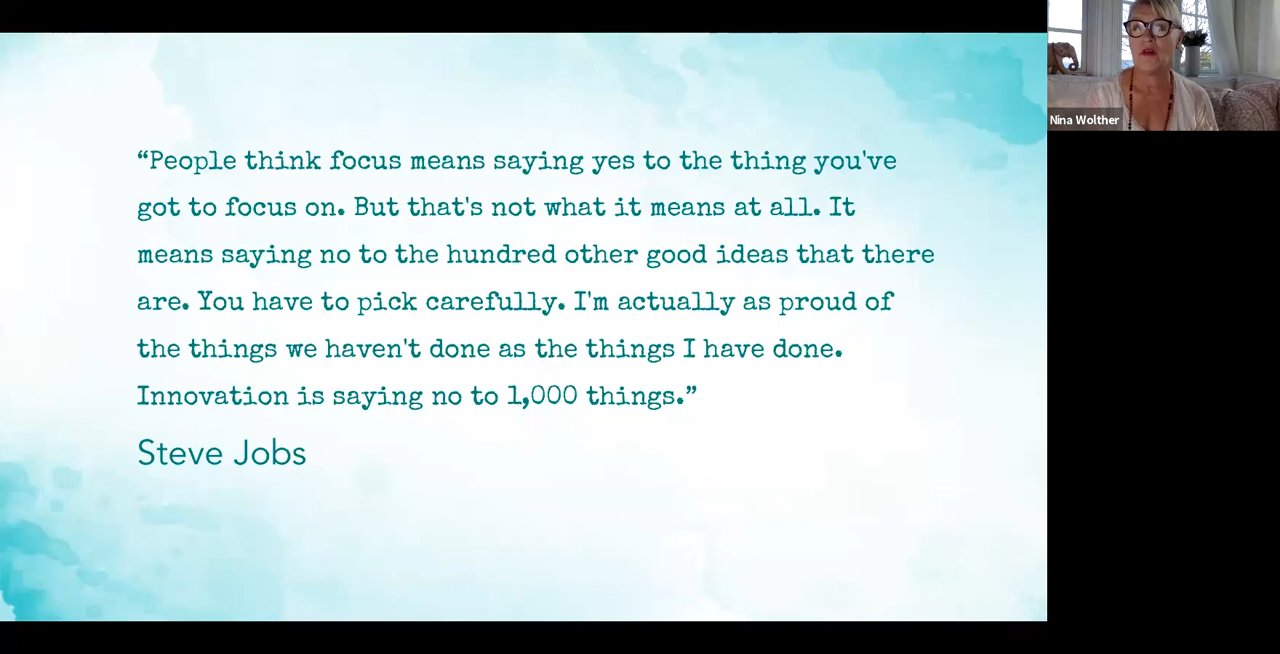 “People think focus means saying yes to the thing you've
got to focus on. But that's not what it means at all. It
means saying no to the hundred other good ideas that there
are. You have to pick carefully. I'm actually as proud of
the things we haven't done as the things I have done.
Innovation is saying no to 1,000 things.”
Steve Jobs
Nina Wolther